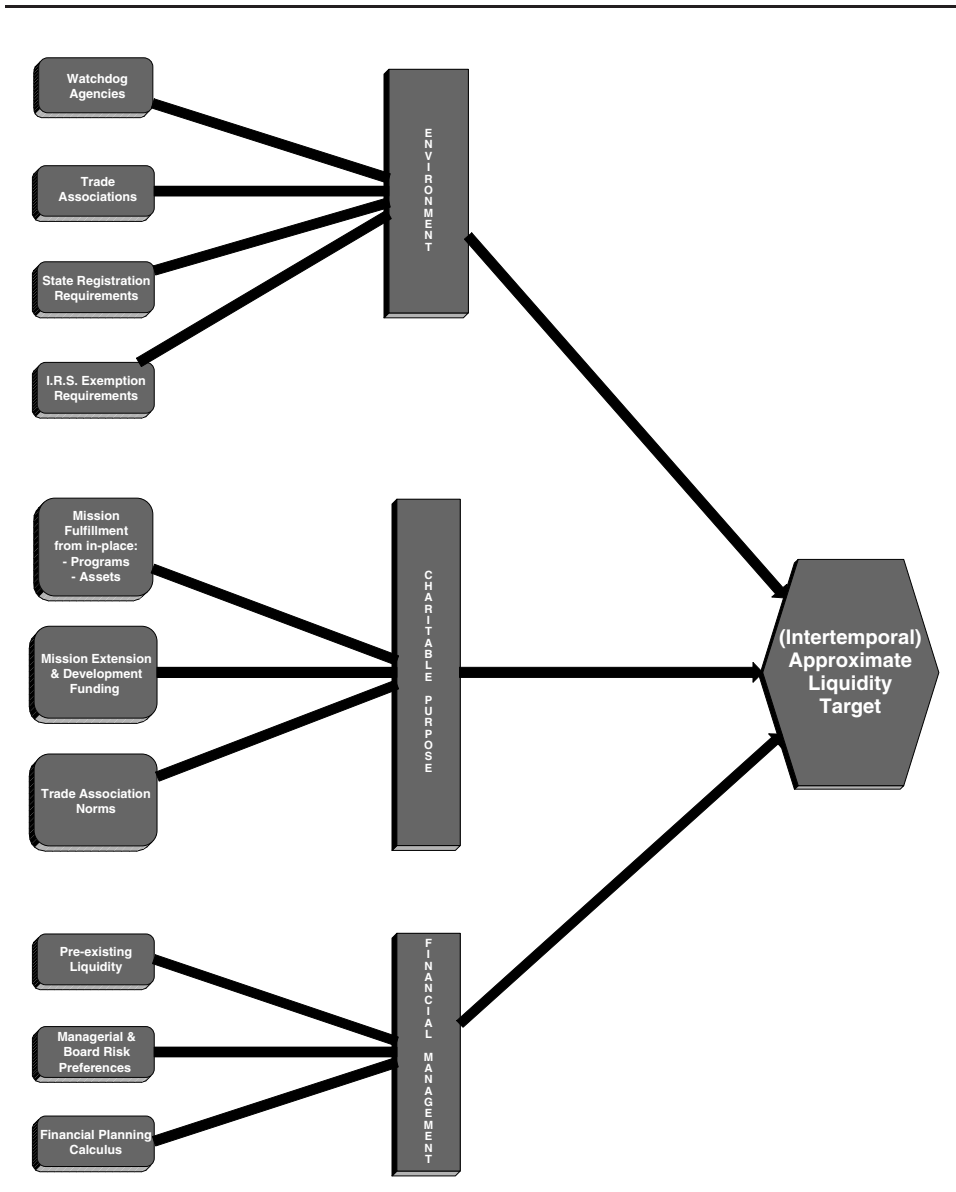 Watchdog
Agencies
Trade
Associations
State Registration
Requirements
I.R.S. Exemption
Requirements
ENVIRONMENT
Mission
Fulfillment
from in-place:
- Programs
- Assets
Mission Extension
& Development
Funding
Trade Association
Norms
CHARITABLE PURPOSE
Pre-existing
Liquidity
Managerial &
Board Risk
Preferences
Financial Planning
Calculus
FINANCIAL MANAGEMENT
(Intertemporal)
Approximate
Liquidity
Target